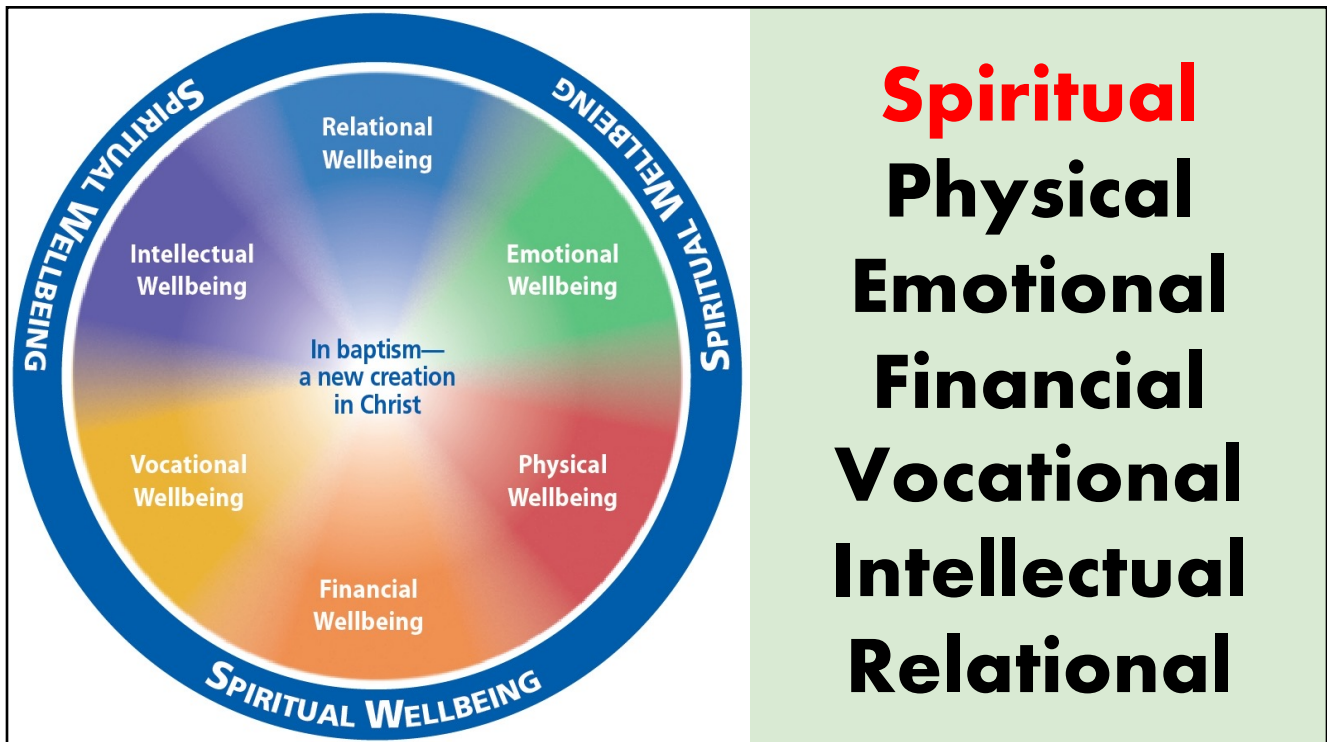 SPIRITUAL WELLBEING
SPIRITUAL WELLBEING
SPIRITUAL WELLBEING
Relational
Wellbeing
Emotional
Wellbeing
Physical
Wellbeing
Financial
Wellbeing
Vocational
Wellbeing
Intellectual
Wellbeing
In baptism—
a new creation
in Christ
Spiritual
Physical
Emotional
Financial
Vocational
Intellectual
Relational